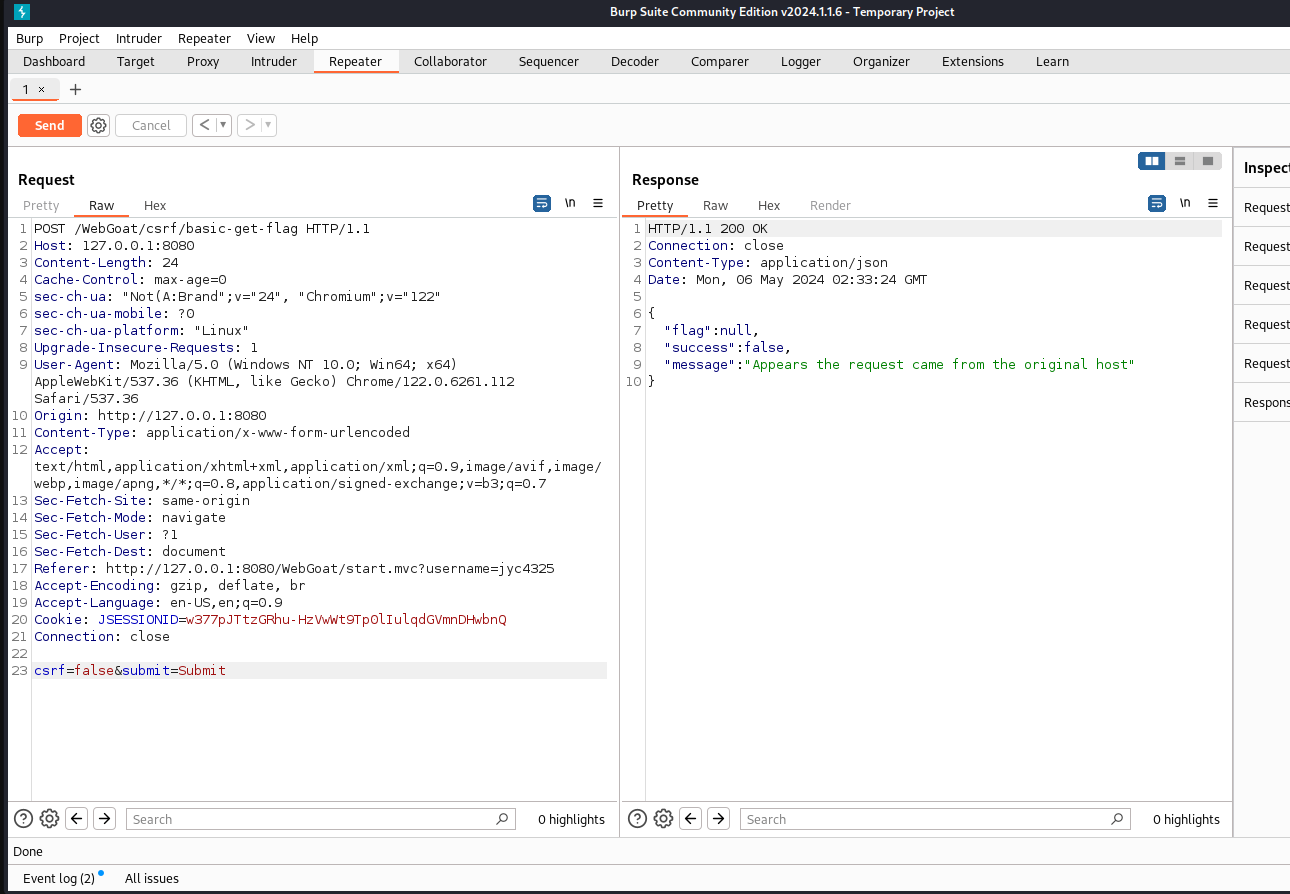 Burp Suite Community Edition v2024.1.1.6 - Temporary Project
Burp Project Intruder Repeater View Help
Dashboard Target Proxy Intruder Repeater Collaborator Sequencer Decoder Comparer Logger Organizer Extensions Learn
1 × +
Send Cancel < ▾ > ▾
Request
Pretty Raw Hex \n ≡
1 POST /WebGoat/csrf/basic-get-flag HTTP/1.1
2 Host: 127.0.0.1:8080
3 Content-Length: 24
4 Cache-Control: max-age=0
5 sec-ch-ua: "Not(A:Brand";v="24", "Chromium";v="122"
6 sec-ch-ua-mobile: ?0
7 sec-ch-ua-platform: "Linux"
8 Upgrade-Insecure-Requests: 1
9 User-Agent: Mozilla/5.0 (Windows NT 10.0; Win64; x64)
AppleWebKit/537.36 (KHTML, like Gecko) Chrome/122.0.6261.112
Safari/537.36
10 Origin: http://127.0.0.1:8080
11 Content-Type: application/x-www-form-urlencoded
12 Accept:
text/html,application/xhtml+xml,application/xml;q=0.9,image/avif,image/
webp,image/apng,*/*;q=0.8,application/signed-exchange;v=b3;q=0.7
13 Sec-Fetch-Site: same-origin
14 Sec-Fetch-Mode: navigate
15 Sec-Fetch-User: ?1
16 Sec-Fetch-Dest: document
17 Referer: http://127.0.0.1:8080/WebGoat/start.mvc?username=jyc4325
18 Accept-Encoding: gzip, deflate, br
19 Accept-Language: en-US,en;q=0.9
20 Cookie: JSESSIONID=w377pJTtzGRhu-HzVwWt9Tp0lIulqdGVmnDHwbnQ
21 Connection: close
22
23 csrf=false&submit=Submit
Search 0 highlights
Response
Pretty Raw Hex Render \n ≡
1 HTTP/1.1 200 OK
2 Connection: close
3 Content-Type: application/json
4 Date: Mon, 06 May 2024 02:33:24 GMT
5
6 {
7 "flag":null,
8 "success":false,
9 "message":"Appears the request came from the original host"
10 }
Search 0 highlights
Inspect
Request
Request
Request
Request
Request
Respons
Done
Event log (2) All issues